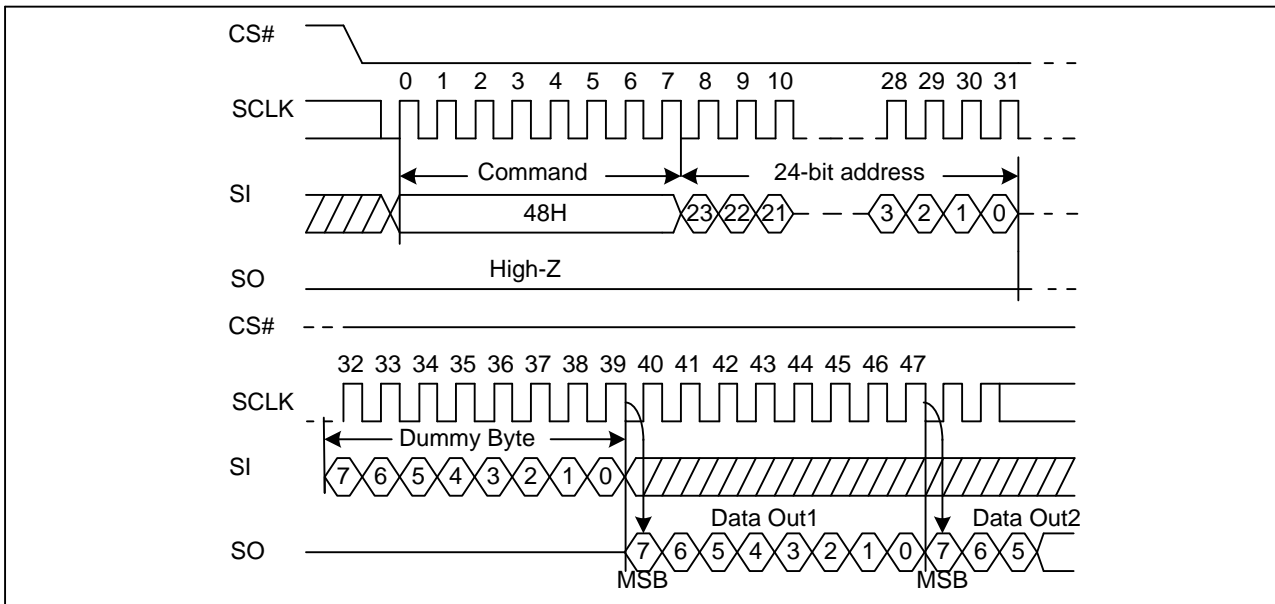 CS#
0 1 2 3 4 5 6 7 8 9 10 28 29 30 31
SCLK
Command 24-bit address
SI
48H 23 22 21 3 2 1 0
High-Z
SO
CS#
32 33 34 35 36 37 38 39 40 41 42 43 44 45 46 47
SCLK
Dummy Byte
SI
7 6 5 4 3 2 1 0
Data Out1 Data Out2
SO
7 6 5 4 3 2 1 0 7 6 5
MSB MSB